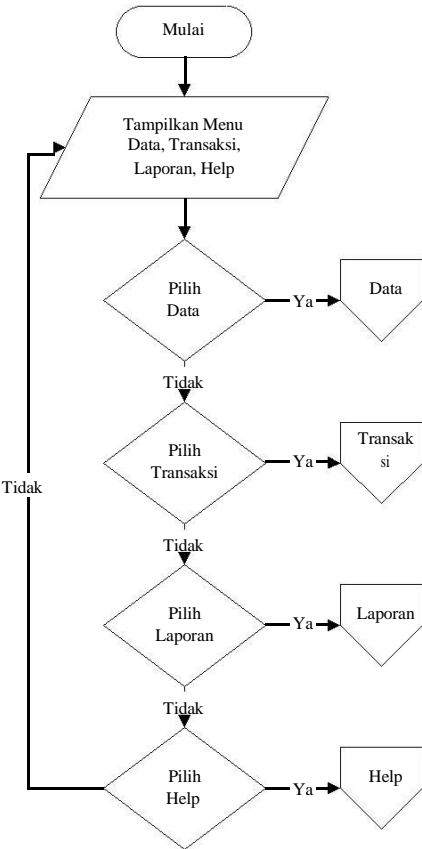 Mulai
Tampilkan Menu
Data, Transaksi,
Laporan, Help
Pilih
Data
Ya
Data
Tidak
Pilih
Transaksi
Ya
Transak
si
Tidak
Tidak
Pilih
Laporan
Ya
Laporan
Tidak
Pilih
Help
Ya
Help